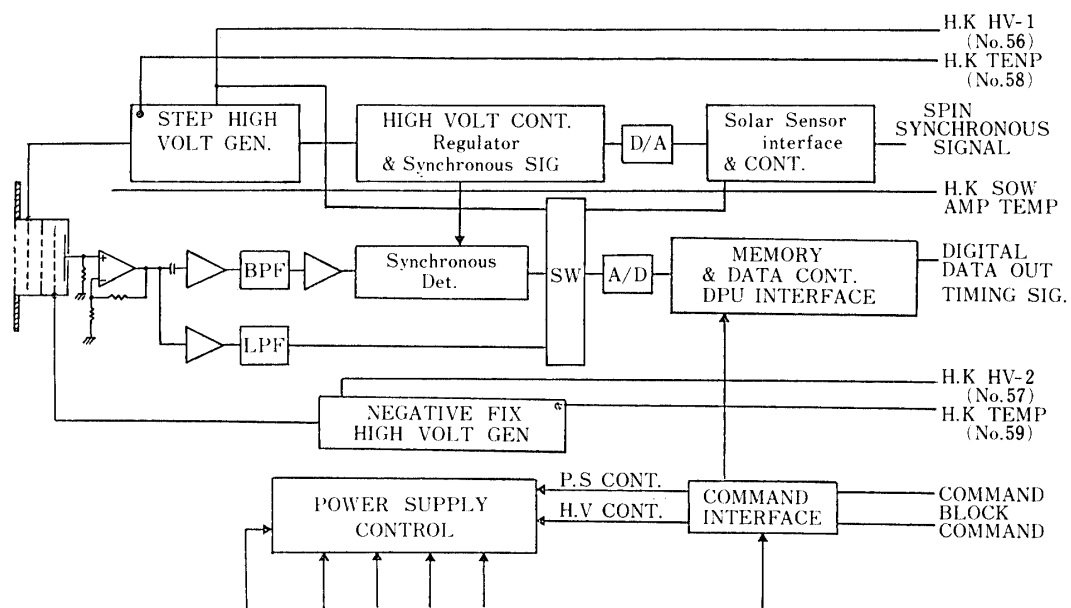 H.K HV-1
(No.56)
H.K TENP
(No.58)
STEP HIGH
VOLT GEN.
HIGH VOLT CONT.
Regulator
& Synchronous SIG
D/A
Solar Sensor
interface
& CONT.
SPIN
SYNCHRONOUS
SIGNAL
H.K SOW
AMP TEMP
+
−
BPF
Synchronous
Det.
SW
A/D
MEMORY
& DATA CONT.
DPU INTERFACE
DIGITAL
DATA OUT
TIMING SIG.
LPF
H.K HV-2
(No.57)
H.K TEMP
(No.59)
NEGATIVE FIX
HIGH VOLT GEN
POWER SUPPLY
CONTROL
P.S CONT.
H.V CONT.
COMMAND
INTERFACE
COMMAND
BLOCK
COMMAND